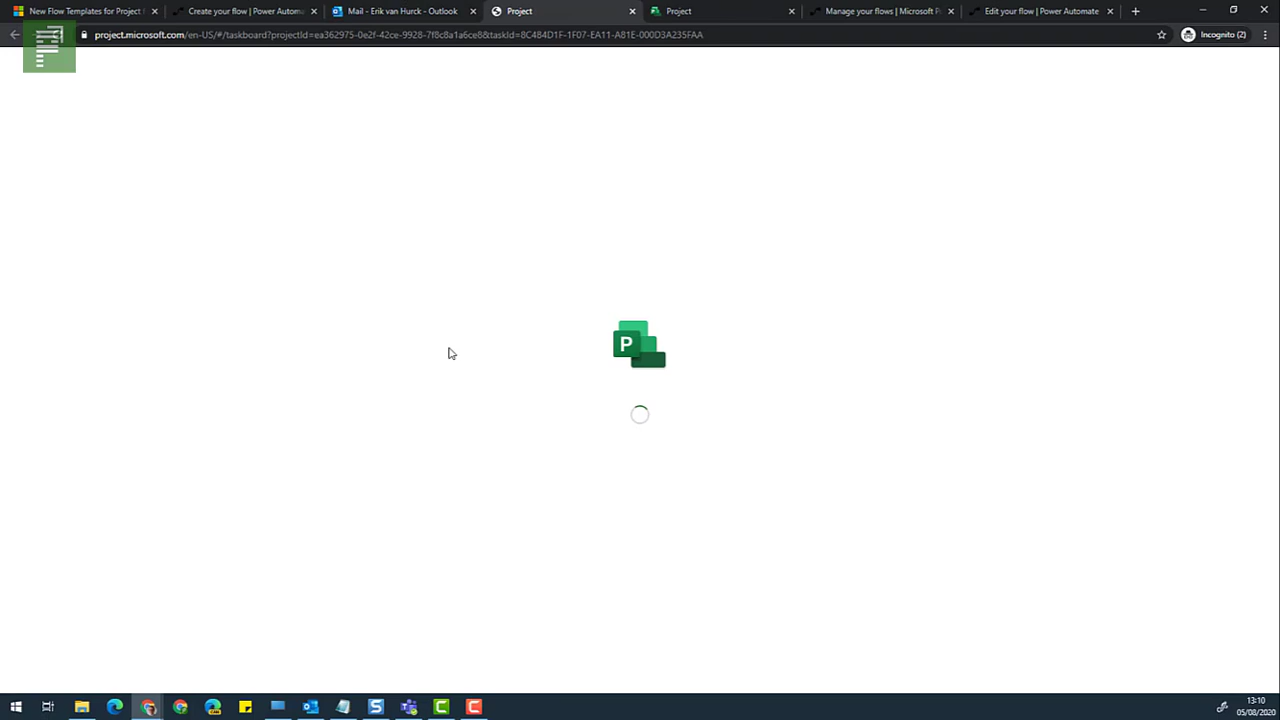 New Flow Templates for Project
Create your flow | Power Automa
Mail - Erik van Hurck - Outlook
Project
Project
Manage your flows | Microsoft P
Edit your flow | Power Automate
project.microsoft.com/en-US/#/taskboard?projectId=ea362975-0e2f-42ce-9928-7f8c8a1a6ce8&taskId=8C484D1F-1F07-EA11-A81E-000D3A235FAA
Incognito (2)
P
13:10
05/08/2020